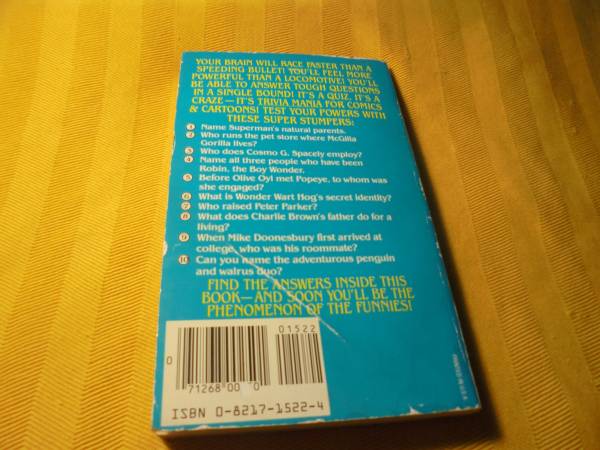 YOUR BRAIN WILL RACE FASTER THAN A
SPEEDING BULLET! YOU'LL FEEL MORE
POWERFUL THAN A LOCOMOTIVE! YOU'LL
BE ABLE TO ANSWER TOUGH QUESTIONS
IN A SINGLE BOUND! IT'S A QUIZ, IT'S A
CRAZE—IT'S TRIVIA MANIA FOR COMICS
& CARTOONS! TEST YOUR POWERS WITH
THESE SUPER STUMPERS:
1 Name Superman's natural parents.
2 Who runs the pet store where McGilla
Gorilla lives?
3 Who does Cosmo G. Spacely employ?
4 Name all three people who have been
Robin, the Boy Wonder.
5 Before Olive Oyl met Popeye, to whom was
she engaged?
6 What is Wonder Wart Hog's secret identity?
7 Who raised Peter Parker?
8 What does Charlie Brown's father do for a
living?
9 When Mike Doonesbury first arrived at
college, who was his roommate?
10 Can you name the adventurous penguin
and walrus duo?
FIND THE ANSWERS INSIDE THIS
BOOK—AND SOON YOU'LL BE THE
PHENOMENON OF THE FUNNIES!
01522
0
71268 00 0
ISBN 0-8217-1522-4